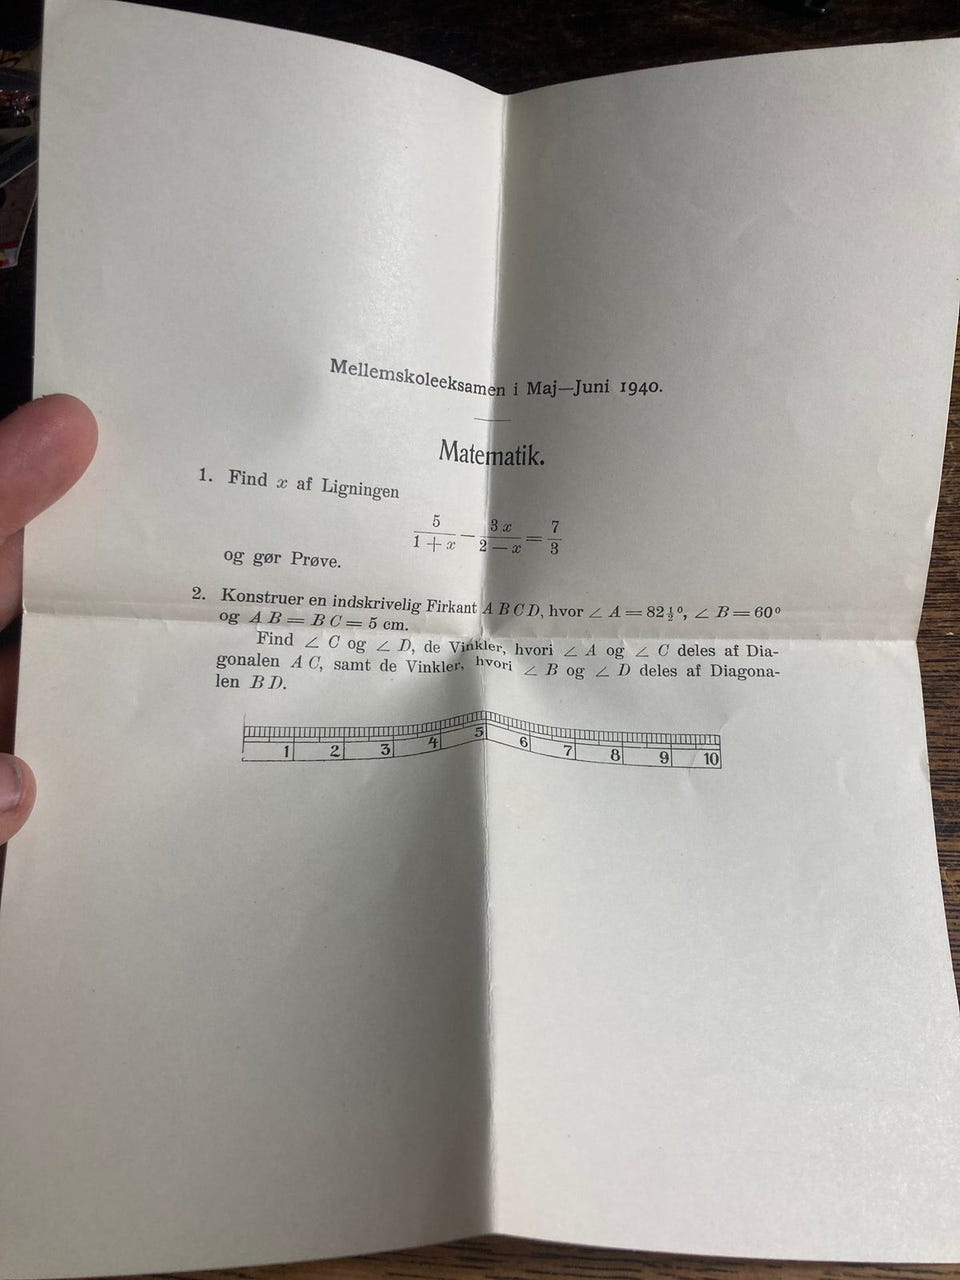 Mellemskoleeksamen i Maj—Juni 1940.
Matematik.
1. Find x af Ligningen
5/(1 + x) — 3 x/(2 — x) = 7/3
og gør Prøve.
2. Konstruer en indskrivelig Firkant A B C D, hvor ∠ A = 82½°, ∠ B = 60°
og A B = B C = 5 cm.
Find ∠ C og ∠ D, de Vinkler, hvori ∠ A og ∠ C deles af Dia-
gonalen A C, samt de Vinkler, hvori ∠ B og ∠ D deles af Diagona-
len B D.
1 2 3 4 5 6 7 8 9 10